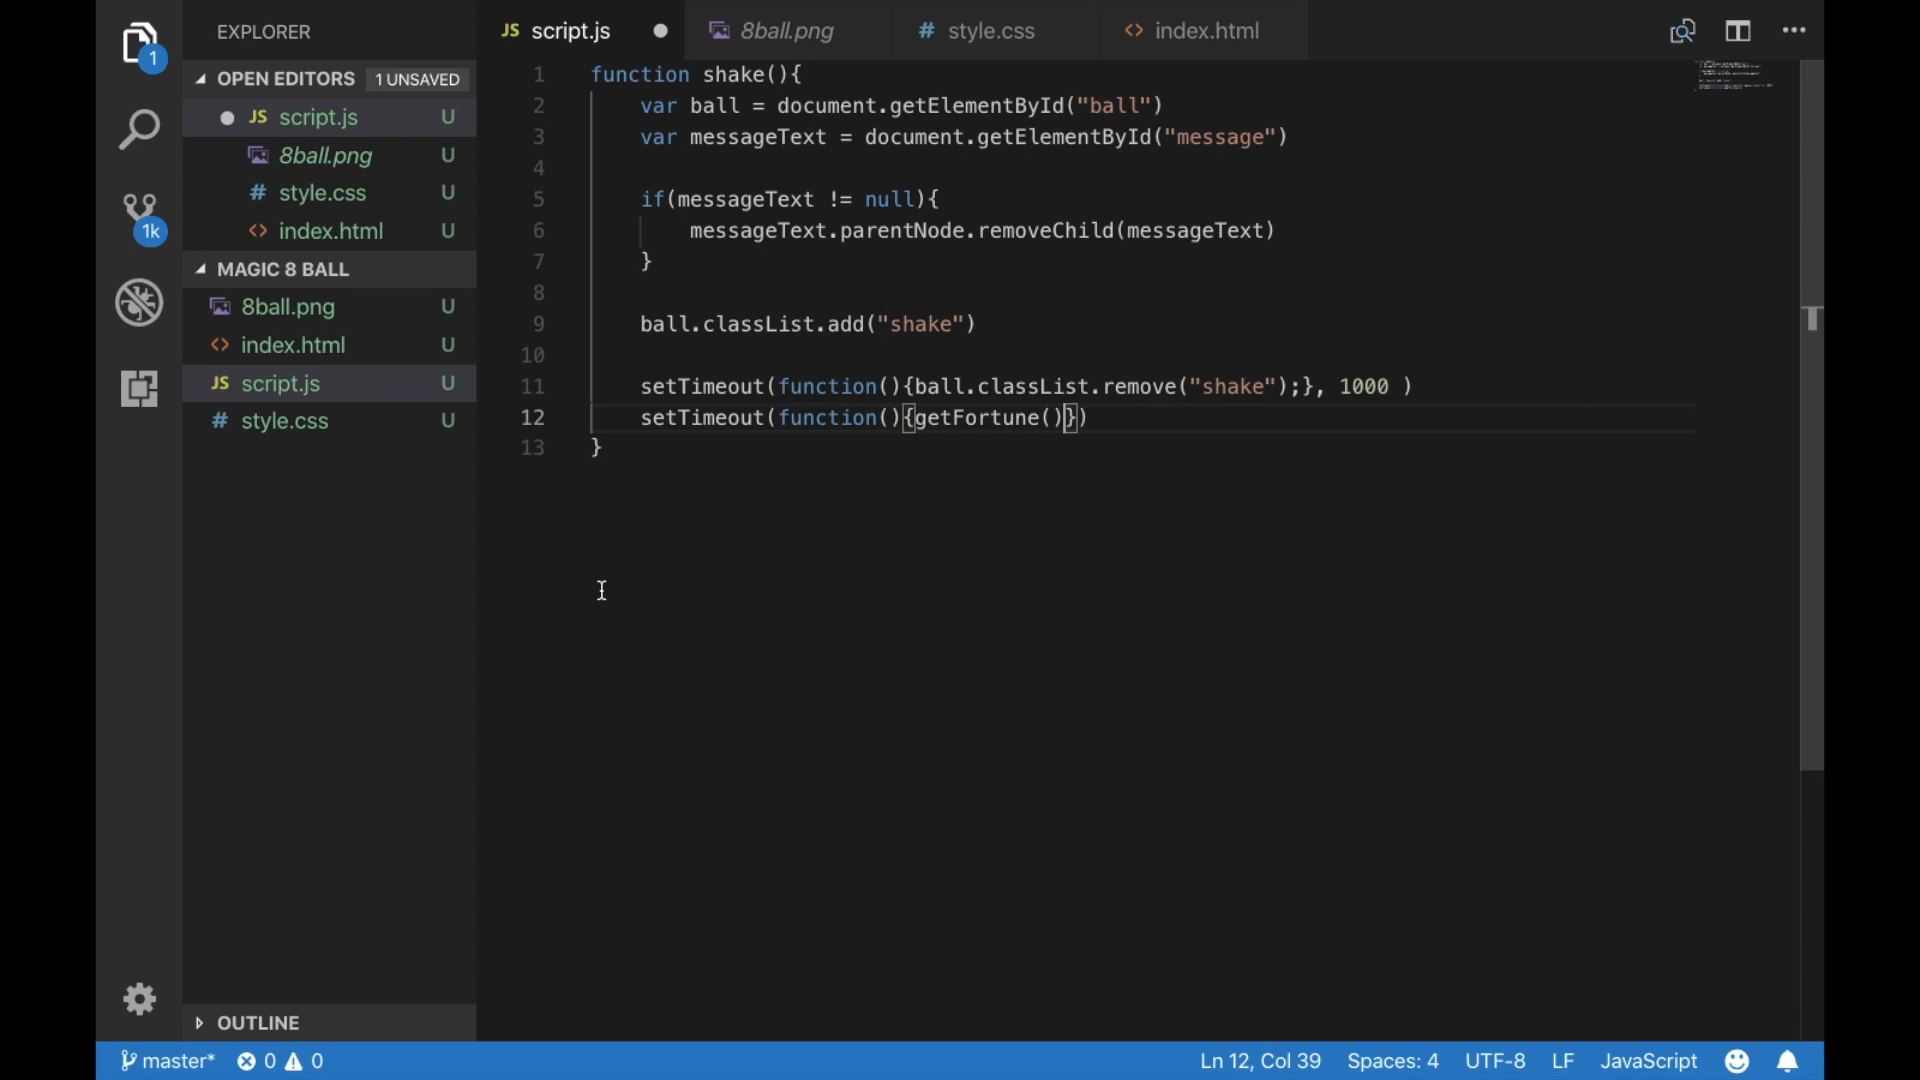 EXPLORER
OPEN EDITORS 1 UNSAVED
JS script.js U
8ball.png U
# style.css U
<> index.html U
MAGIC 8 BALL
8ball.png U
<> index.html U
JS script.js U
# style.css U
OUTLINE
1
1k
JS script.js 8ball.png # style.css <> index.html
1 function shake(){
2 var ball = document.getElementById("ball")
3 var messageText = document.getElementById("message")
4
5 if(messageText != null){
6 messageText.parentNode.removeChild(messageText)
7 }
8
9 ball.classList.add("shake")
10
11 setTimeout(function(){ball.classList.remove("shake");}, 1000 )
12 setTimeout(function(){getFortune()})
13 }
master* 0 0 Ln 12, Col 39 Spaces: 4 UTF-8 LF JavaScript